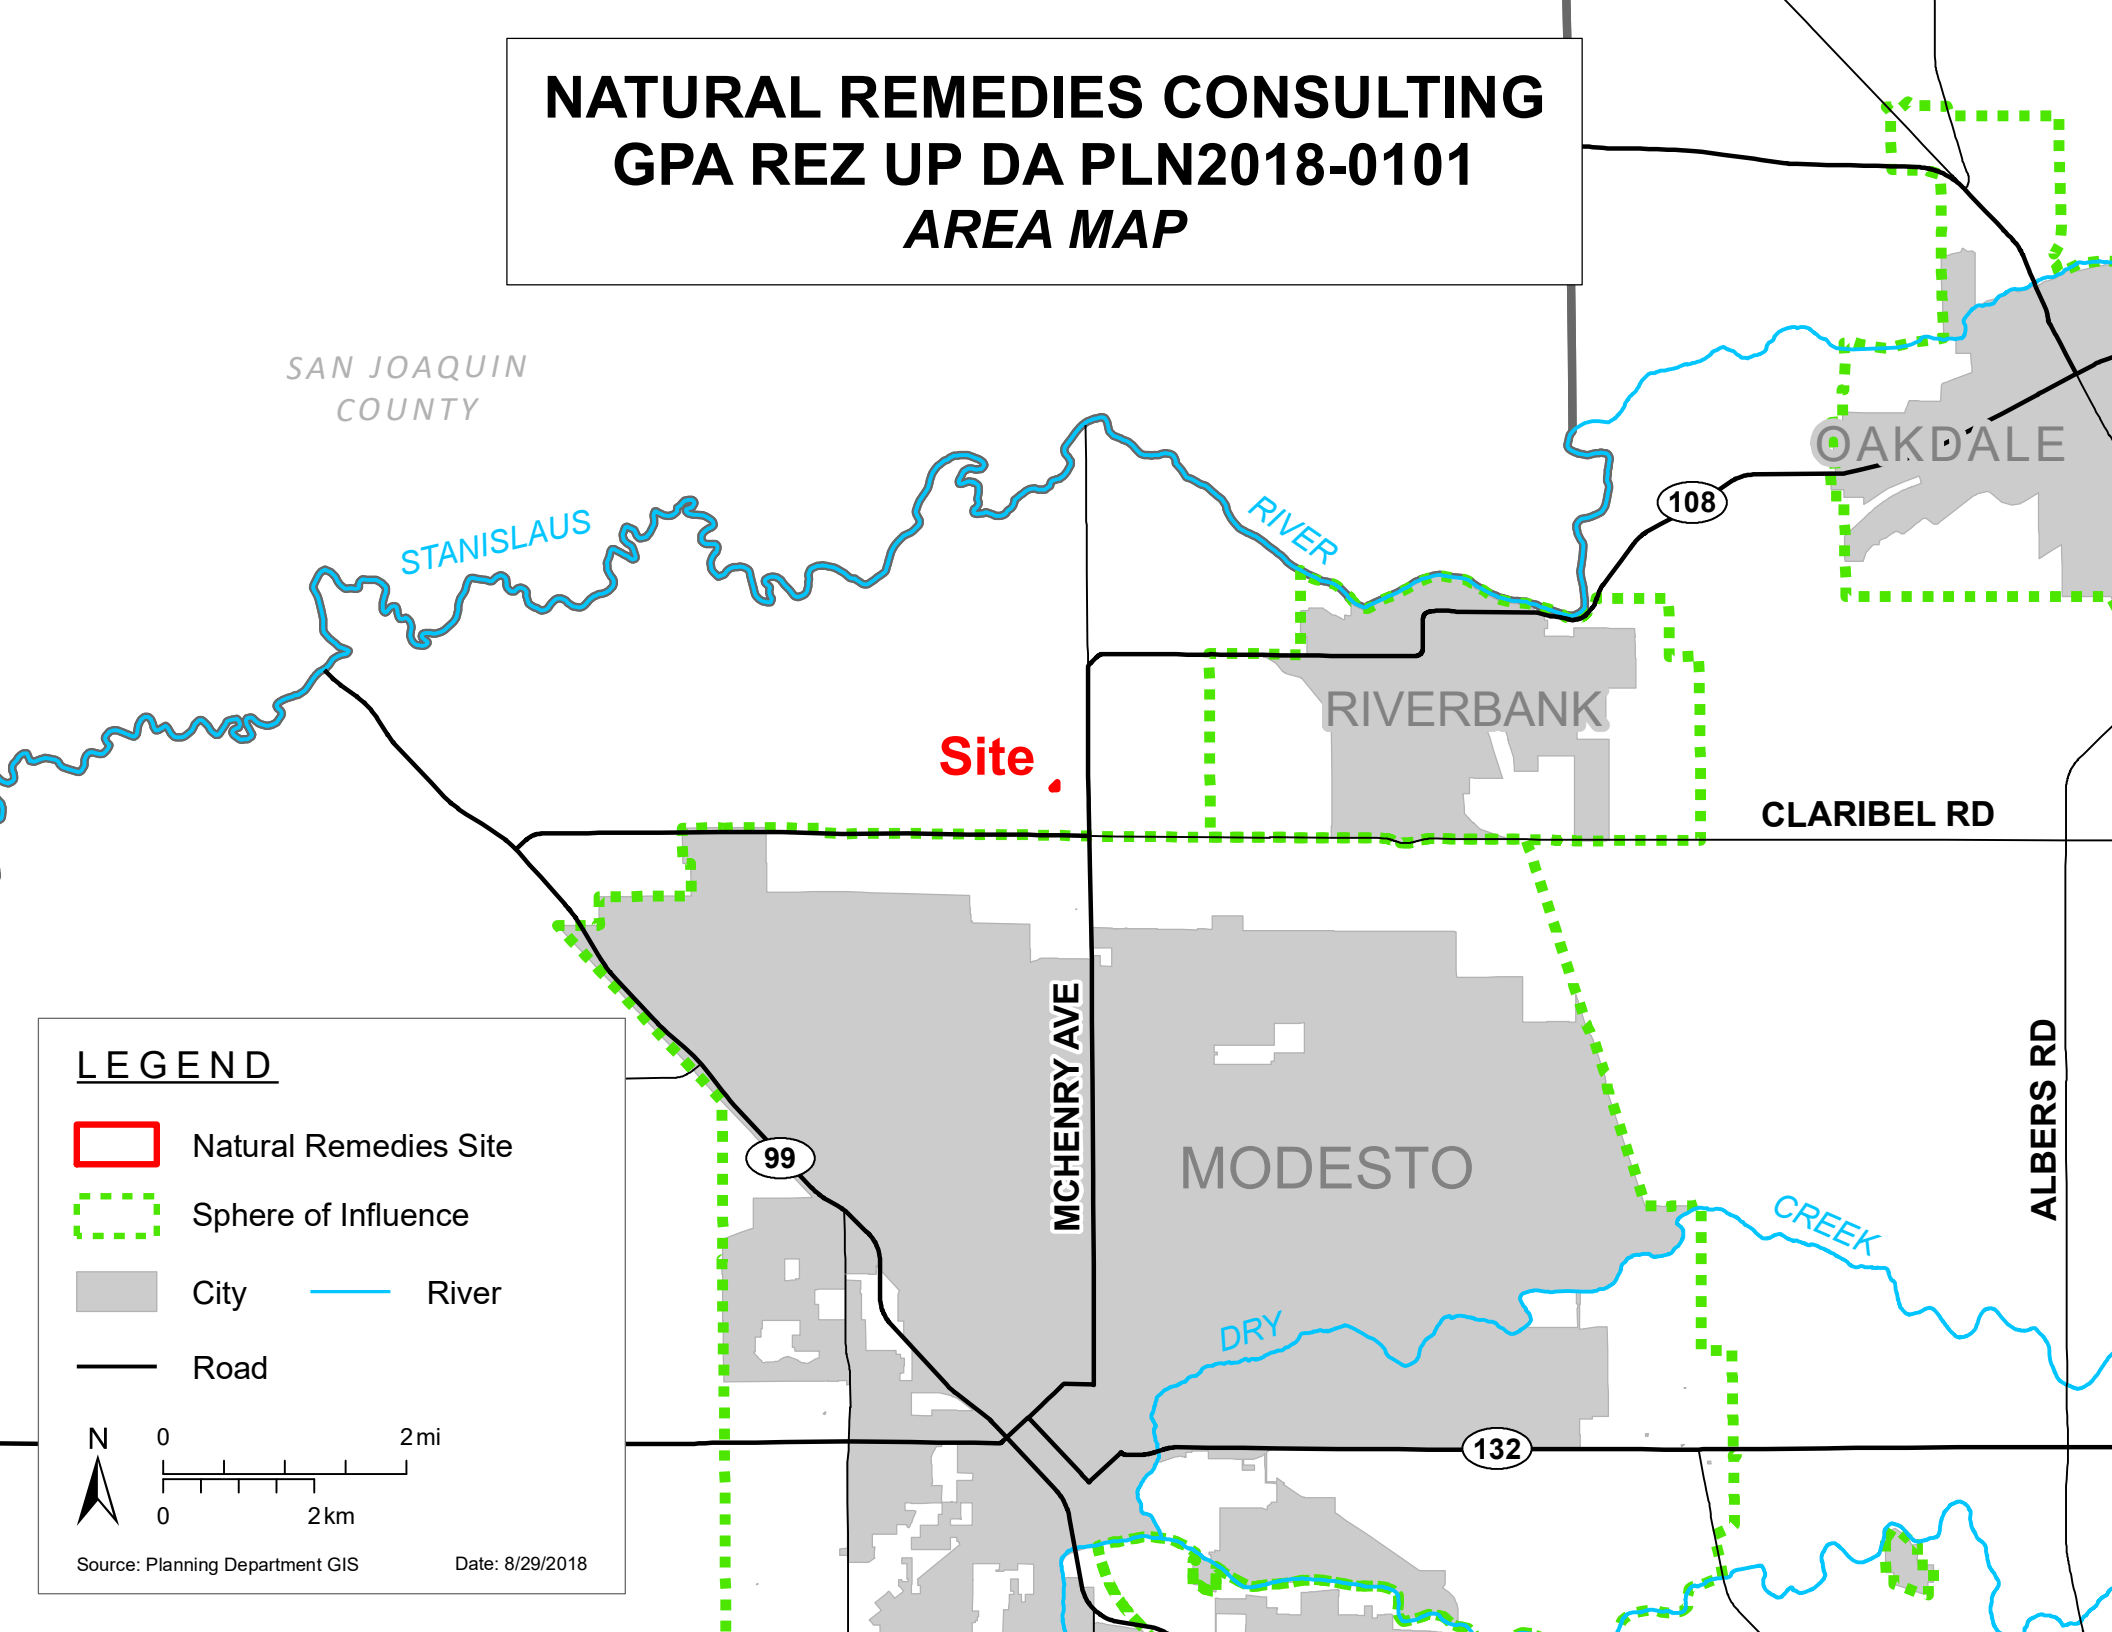 NATURAL REMEDIES CONSULTING
GPA REZ UP DA PLN2018-0101
AREA MAP
SAN JOAQUIN
COUNTY
STANISLAUS
RIVER
OAKDALE
108
RIVERBANK
Site
CLARIBEL RD
MCHENRY AVE
ALBERS RD
MODESTO
99
CREEK
DRY
132
LEGEND
Natural Remedies Site
Sphere of Influence
City River
Road
N 0 2 mi
0 2 km
Source: Planning Department GIS Date: 8/29/2018